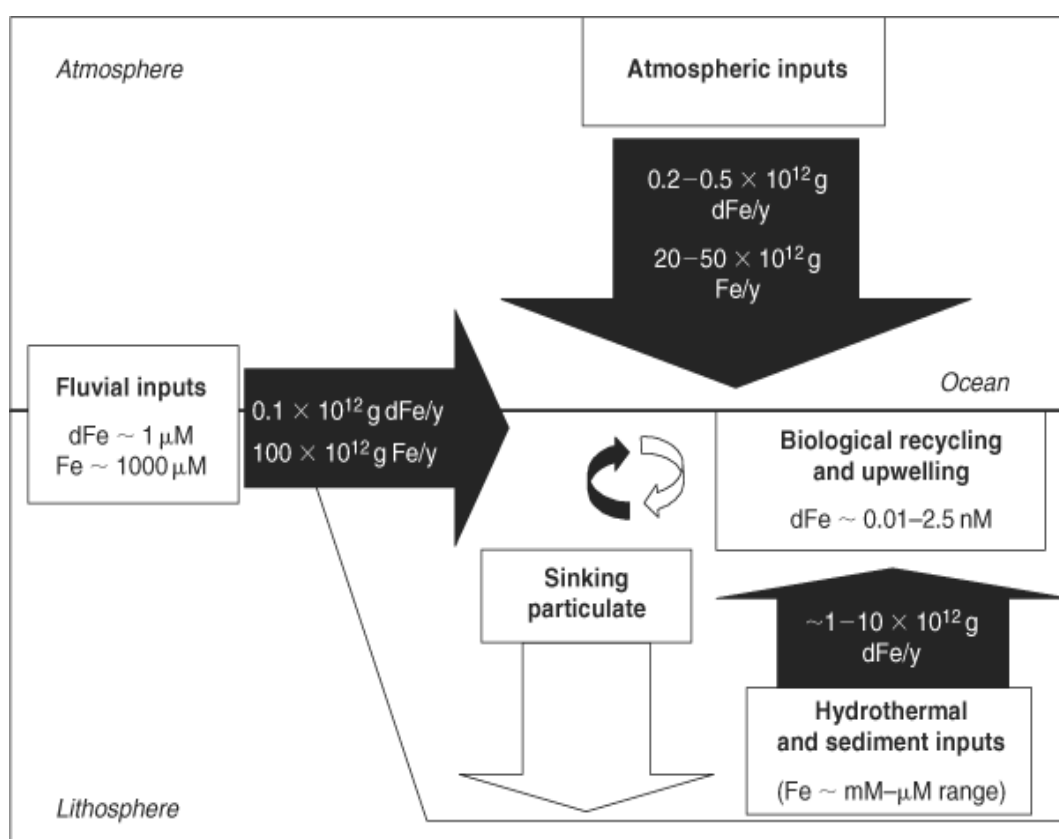 Atmosphere
Atmospheric inputs
0.2–0.5 × 10¹² g
dFe/y
20–50 × 10¹² g
Fe/y
Ocean
Fluvial inputs
dFe ~ 1 μM
Fe ~ 1000 μM
0.1 × 10¹² g dFe/y
100 × 10¹² g Fe/y
Biological recycling
and upwelling
dFe ~ 0.01–2.5 nM
Sinking
particulate
~1–10 × 10¹² g
dFe/y
Hydrothermal
and sediment inputs
(Fe ~ mM–μM range)
Lithosphere